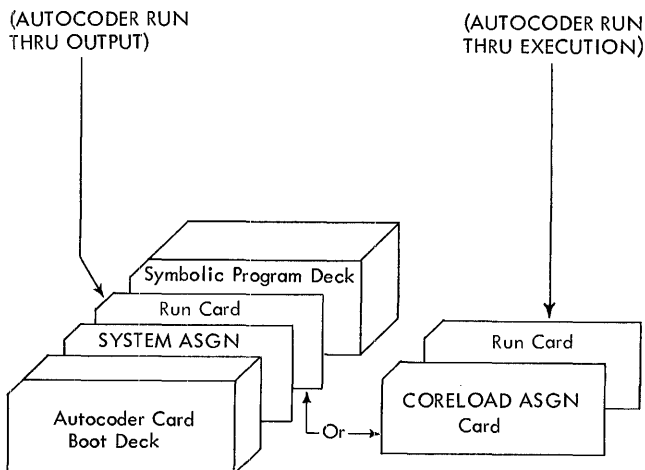 (AUTOCODER RUN
THRU OUTPUT)
(AUTOCODER RUN
THRU EXECUTION)
Symbolic Program Deck
Run Card
SYSTEM ASGN
Autocoder Card
Boot Deck
Or
Run Card
CORELOAD ASGN
Card